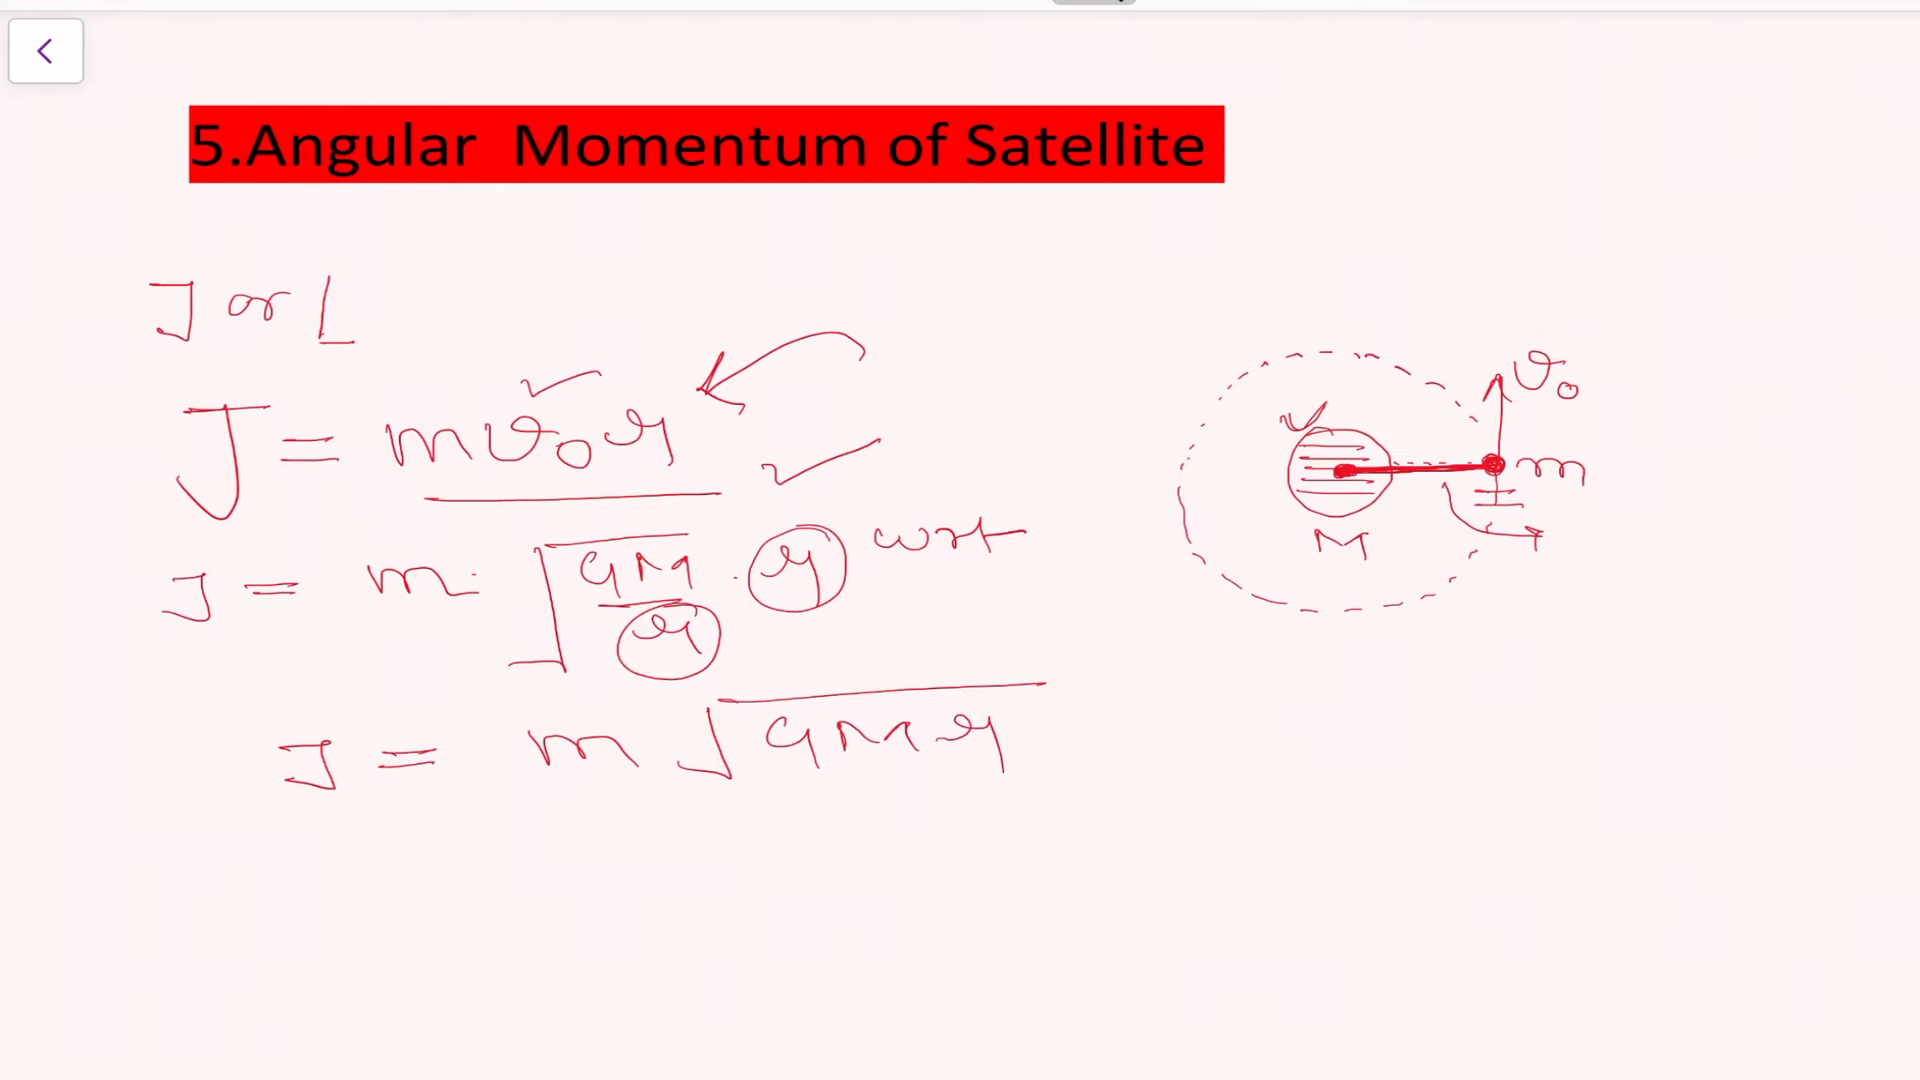 5.Angular Momentum of Satellite
J or L
J = mv₀r
J = m · √(GM/r) · r wrt
J = m √(GMr)
v₀
m
M